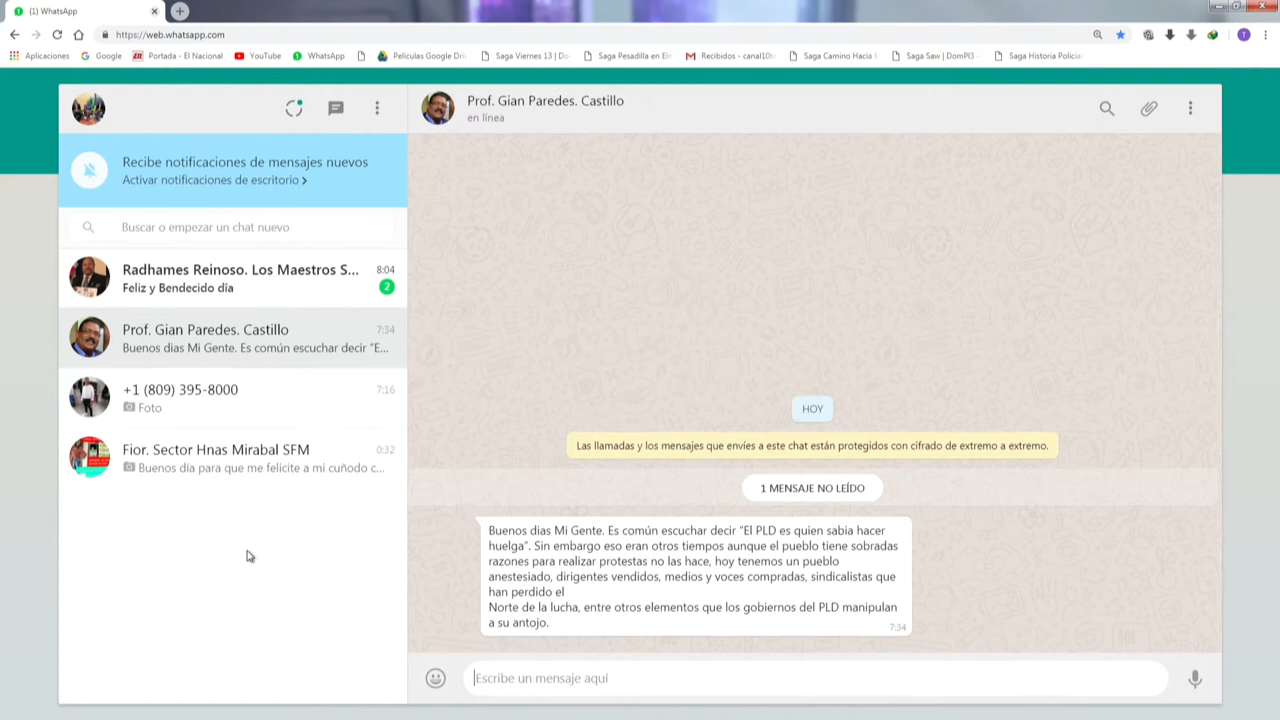 (1) WhatsApp
https://web.whatsapp.com
Aplicaciones
Google
Portada - El Nacional
YouTube
WhatsApp
Peliculas Google Dri
Saga Viernes 13 | Do
Saga Pesadilla en Elm
Recibidos - canal10t
Saga Camino Hacia
Saga Saw | DomPI3 -
Saga Historia Policia
T
Prof. Gian Paredes. Castillo
en línea
Recibe notificaciones de mensajes nuevos
Activar notificaciones de escritorio >
Buscar o empezar un chat nuevo
Radhames Reinoso. Los Maestros S... 8:04
Feliz y Bendecido día 2
Prof. Gian Paredes. Castillo 7:34
Buenos dias Mi Gente. Es común escuchar decir "E...
+1 (809) 395-8000 7:16
Foto
Fior. Sector Hnas Mirabal SFM 0:32
Buenos día para que me felicite a mi cuñodo c...
HOY
Las llamadas y los mensajes que envíes a este chat están protegidos con cifrado de extremo a extremo.
1 MENSAJE NO LEÍDO
Buenos dias Mi Gente. Es común escuchar decir "El PLD es quien sabia hacer
huelga". Sin embargo eso eran otros tiempos aunque el pueblo tiene sobradas
razones para realizar protestas no las hace, hoy tenemos un pueblo
anestesiado, dirigentes vendidos, medios y voces compradas, sindicalistas que
han perdido el
Norte de la lucha, entre otros elementos que los gobiernos del PLD manipulan
a su antojo.
7:34
Escribe un mensaje aquí